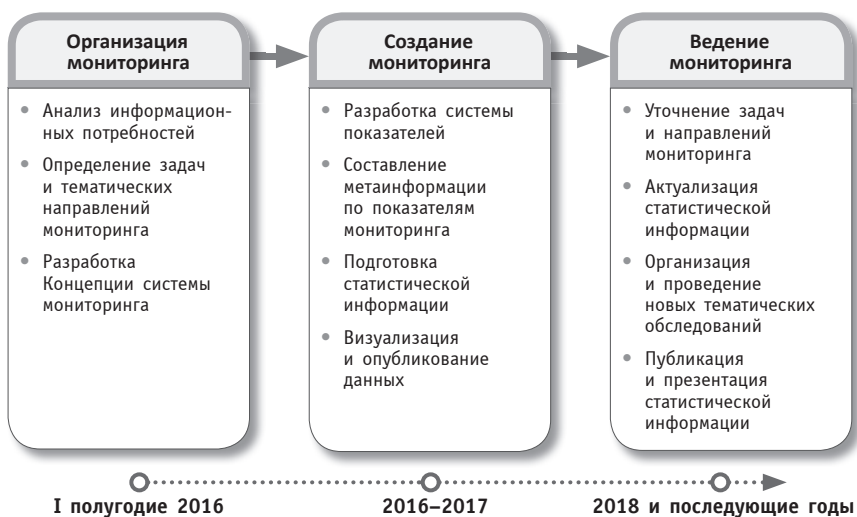 Организация
мониторинга
• Анализ информацион-
ных потребностей
• Определение задач
и тематических
направлений
мониторинга
• Разработка
Концепции системы
мониторинга
Создание
мониторинга
• Разработка системы
показателей
• Составление
метаинформации
по показателям
мониторинга
• Подготовка
статистической
информации
• Визуализация
и опубликование
данных
Ведение
мониторинга
• Уточнение задач
и направлений
мониторинга
• Актуализация
статистической
информации
• Организация
и проведение
новых тематических
обследований
• Публикация
и презентация
статистической
информации
I полугодие 2016
2016–2017
2018 и последующие годы